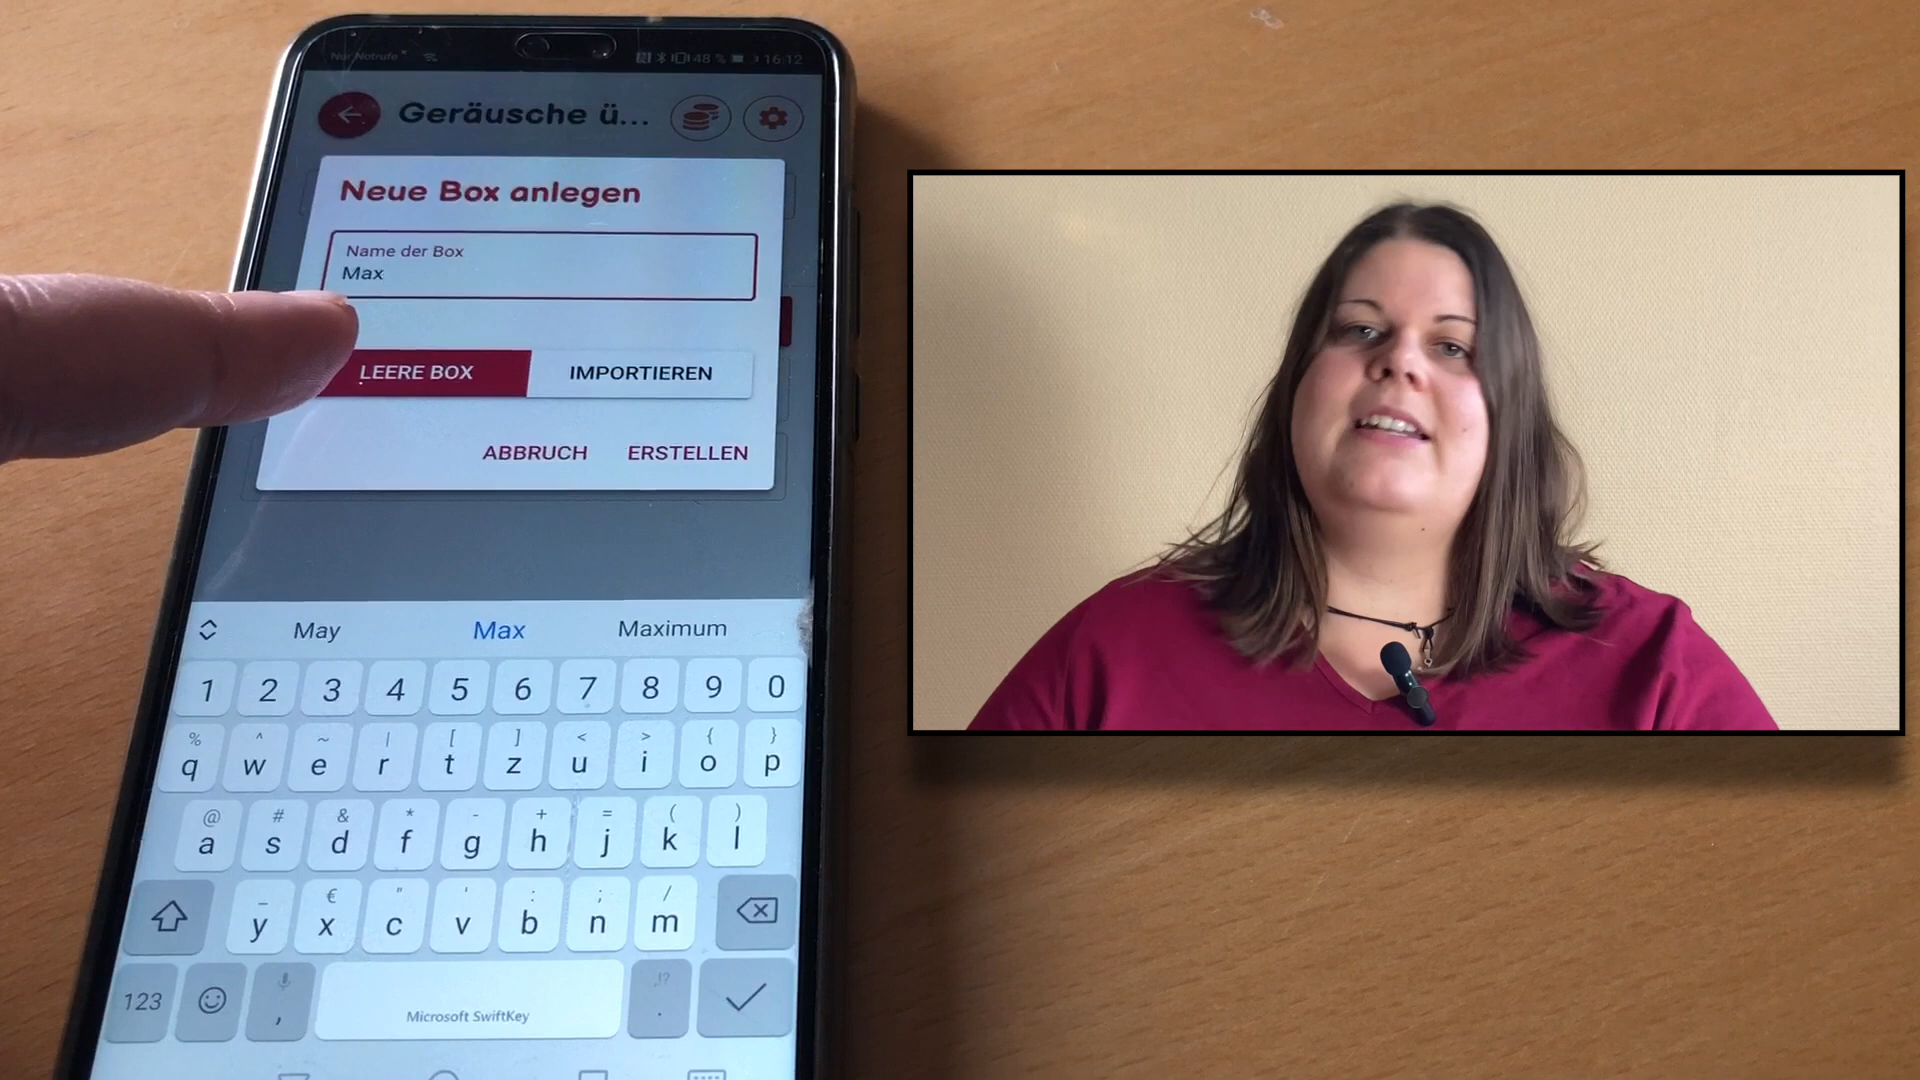 Nur Notrufe
48 %
16:12
Geräusche ü...
Neue Box anlegen
Name der Box
Max
LEERE BOX
IMPORTIEREN
ABBRUCH
ERSTELLEN
May
Max
Maximum
1 2 3 4 5 6 7 8 9 0
% ^ ~ | [ ] < > { }
q w e r t z u i o p
@ # & * - + = ( )
a s d f g h j k l
_ € " ' : ; /
y x c v b n m
123
,
Microsoft SwiftKey
,!?
.